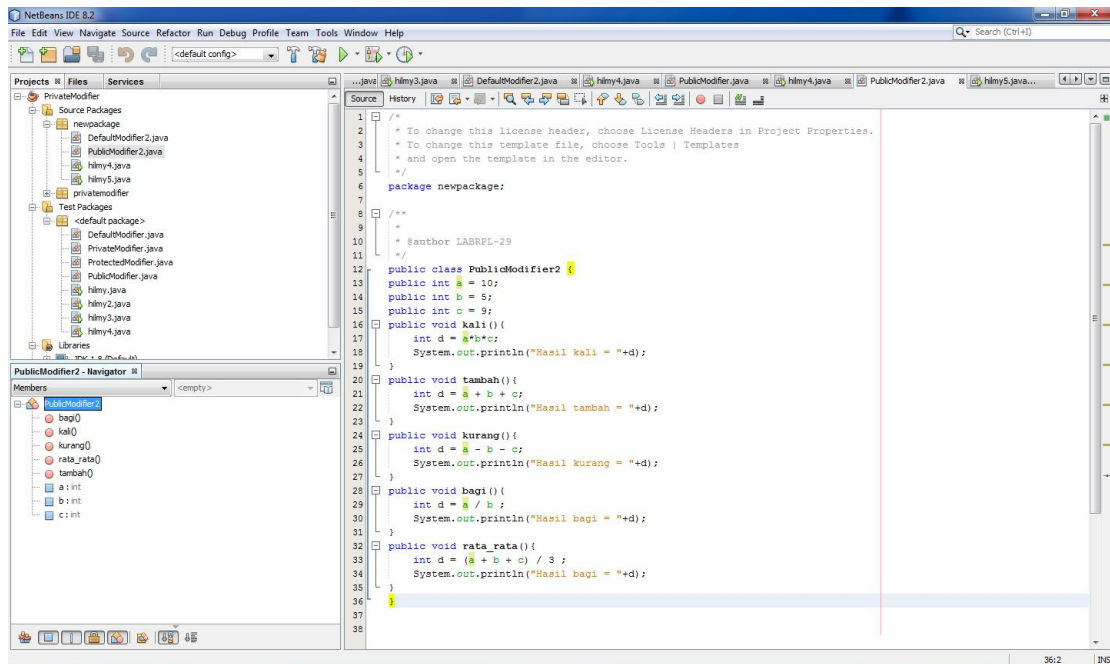 NetBeans IDE 8.2
File Edit View Navigate Source Refactor Run Debug Profile Team Tools Window Help
Search (Ctrl+I)
<default config>
Projects Files Services
PrivateModifier
Source Packages
newpackage
DefaultModifier2.java
PublicModifier2.java
hilmy4.java
hilmy5.java
privatemodifier
Test Packages
<default package>
DefaultModifier.java
PrivateModifier.java
ProtectedModifier.java
PublicModifier.java
hilmy.java
hilmy2.java
hilmy3.java
hilmy4.java
Libraries
JDK 1.8 (Default)
PublicModifier2 - Navigator
Members <empty>
PublicModifier2
bagi()
kali()
kurang()
rata_rata()
tambah()
a : int
b : int
c : int
...java hilmy3.java DefaultModifier2.java hilmy4.java PublicModifier.java hilmy4.java PublicModifier2.java hilmy5.java...
Source History
1 /*
2 * To change this license header, choose License Headers in Project Properties.
3 * To change this template file, choose Tools | Templates
4 * and open the template in the editor.
5 */
6 package newpackage;
7
8 /**
9 *
10 * @author LABRPL-29
11 */
12 public class PublicModifier2 {
13 public int a = 10;
14 public int b = 5;
15 public int c = 9;
16 public void kali(){
17 int d = a*b*c;
18 System.out.println("Hasil kali = "+d);
19 }
20 public void tambah(){
21 int d = a + b + c;
22 System.out.println("Hasil tambah = "+d);
23 }
24 public void kurang(){
25 int d = a - b - c;
26 System.out.println("Hasil kurang = "+d);
27 }
28 public void bagi(){
29 int d = a / b ;
30 System.out.println("Hasil bagi = "+d);
31 }
32 public void rata_rata(){
33 int d = (a + b + c) / 3 ;
34 System.out.println("Hasil bagi = "+d);
35 }
36 }
37
38
36:2 INS